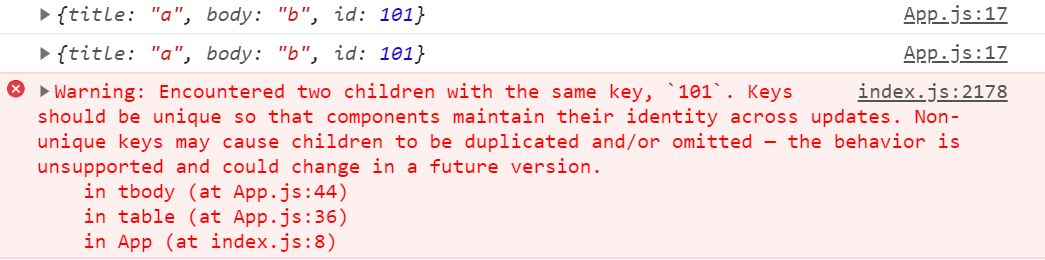 ▶{title: "a", body: "b", id: 101} App.js:17
▶{title: "a", body: "b", id: 101} App.js:17
▶Warning: Encountered two children with the same key, `101`. Keys index.js:2178
should be unique so that components maintain their identity across updates. Non-
unique keys may cause children to be duplicated and/or omitted — the behavior is
unsupported and could change in a future version.
in tbody (at App.js:44)
in table (at App.js:36)
in App (at index.js:8)